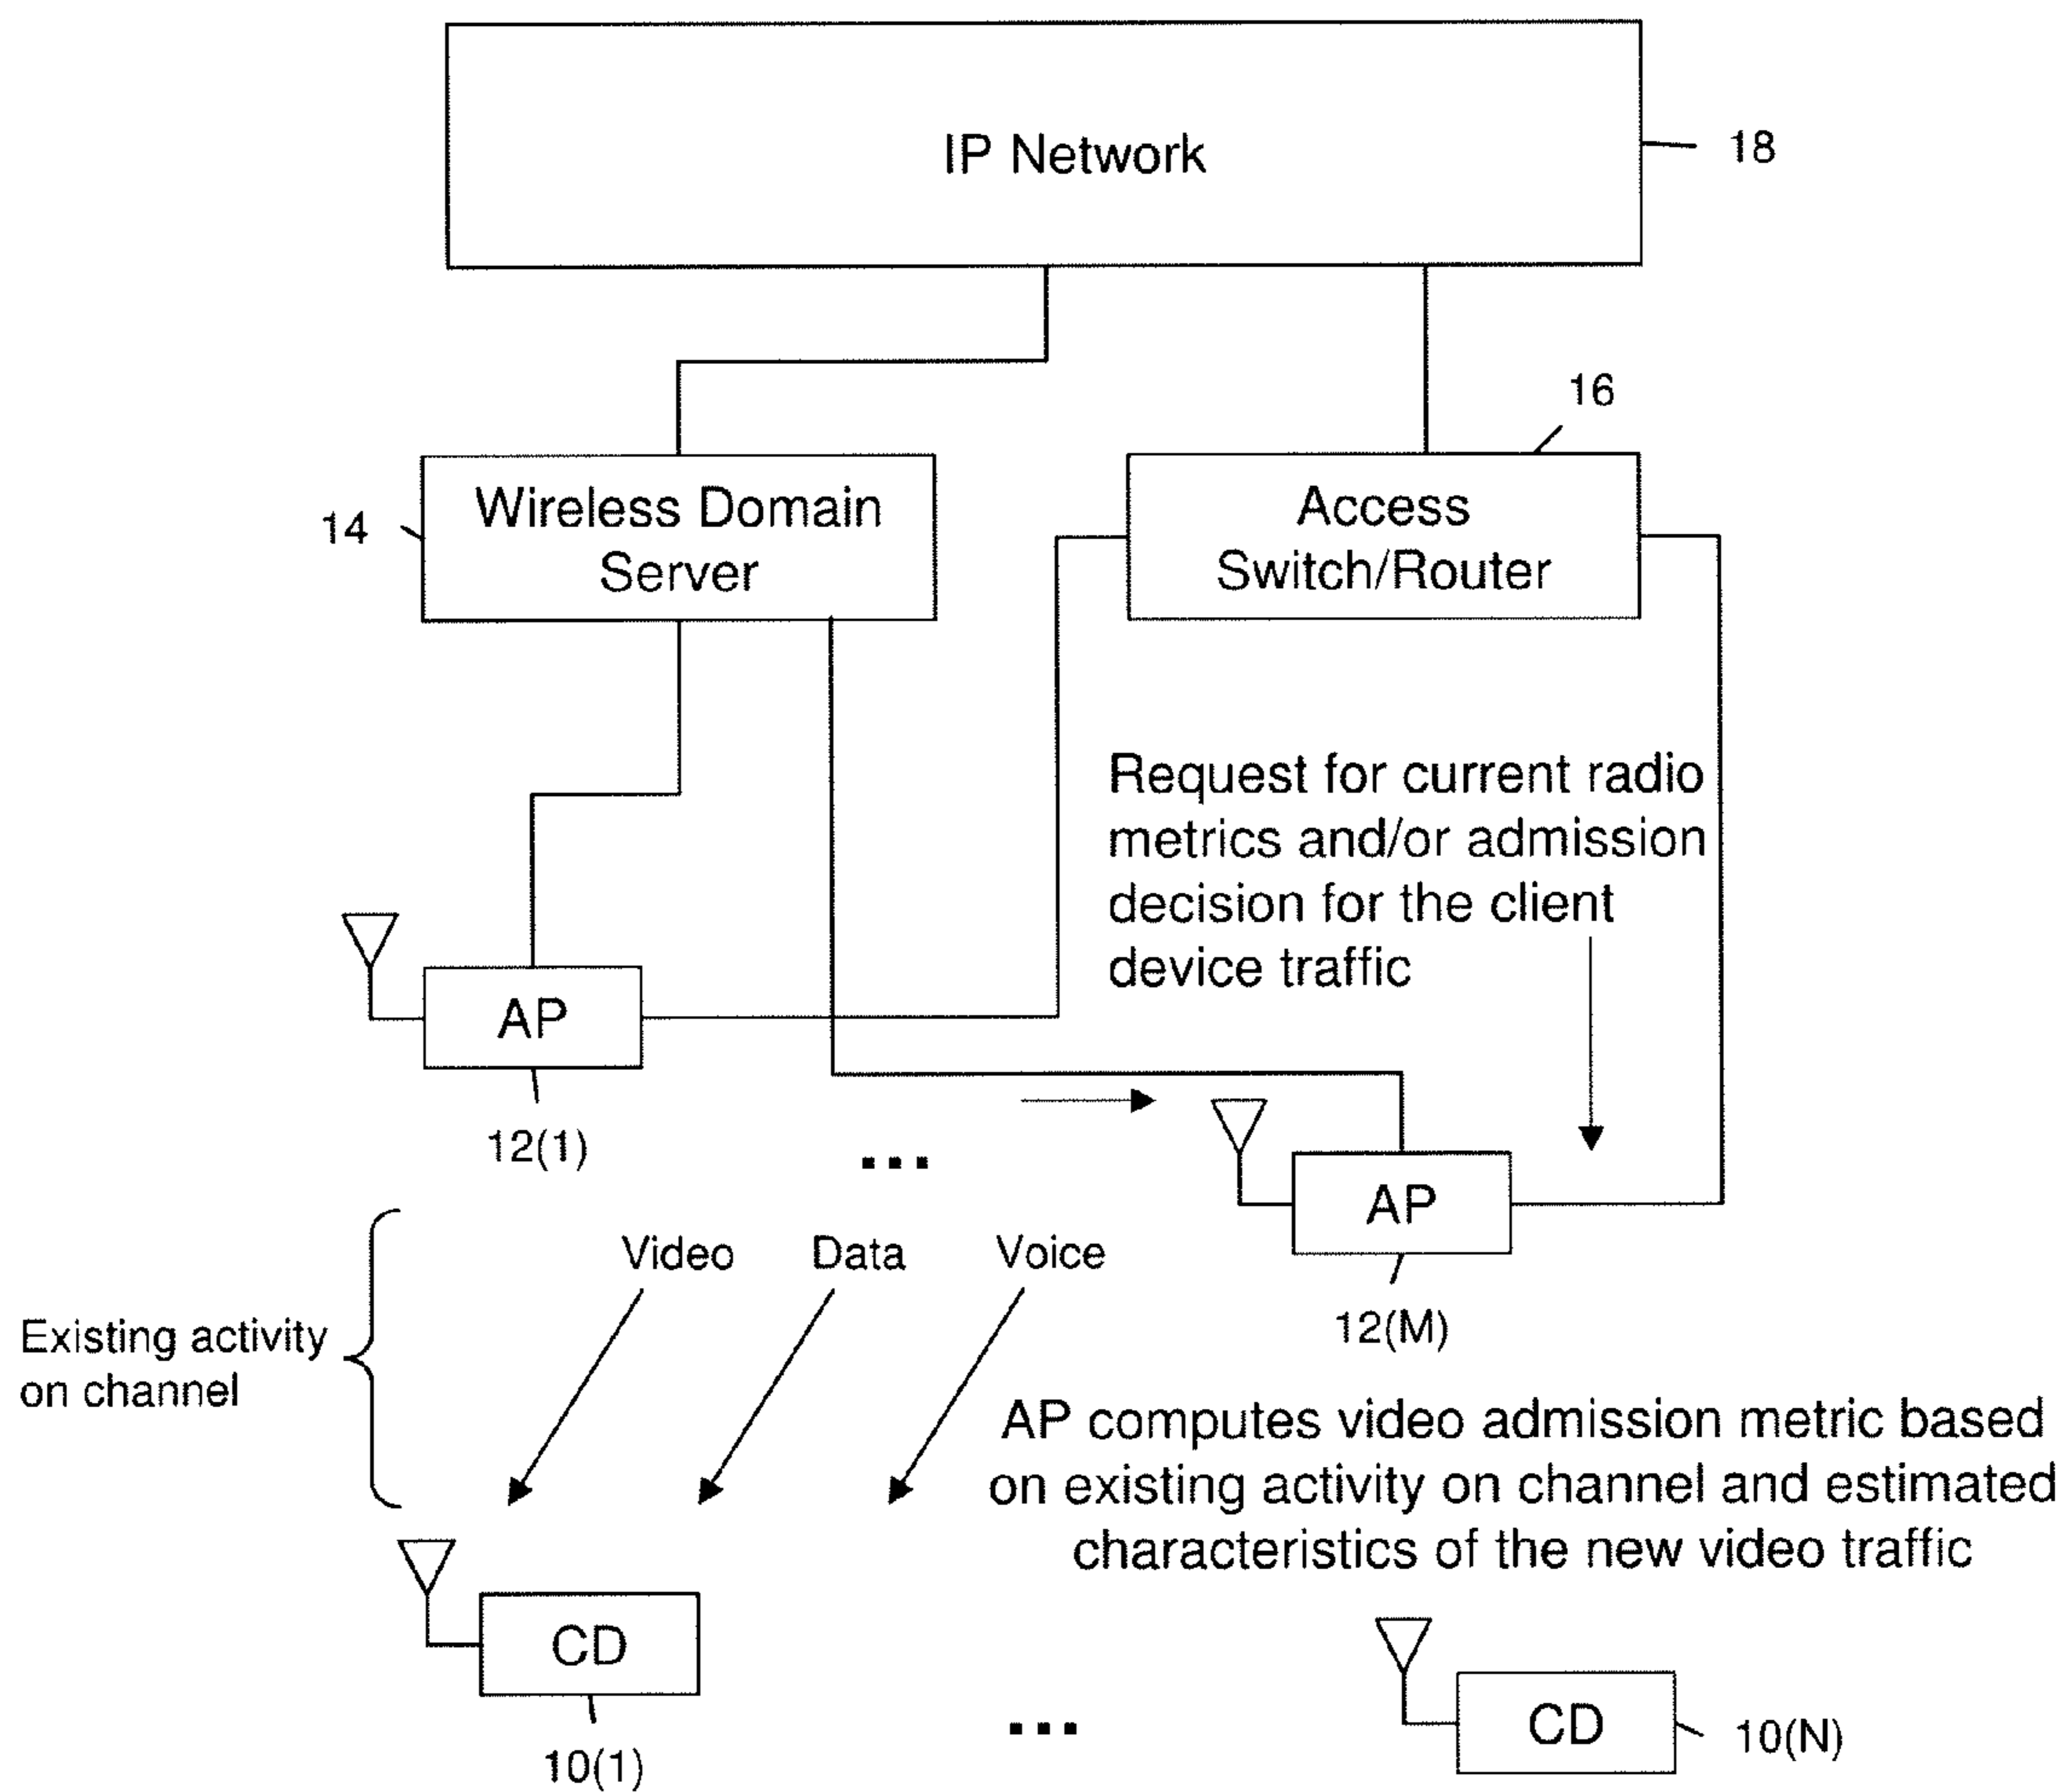 IP Network
18
16
14
Wireless Domain
Server
Access
Switch/Router
Request for current radio
metrics and/or admission
decision for the client
device traffic
AP
12(1)
...
AP
12(M)
Video
Data
Voice
Existing activity
on channel
AP computes video admission metric based
on existing activity on channel and estimated
characteristics of the new video traffic
CD
10(1)
...
CD
10(N)